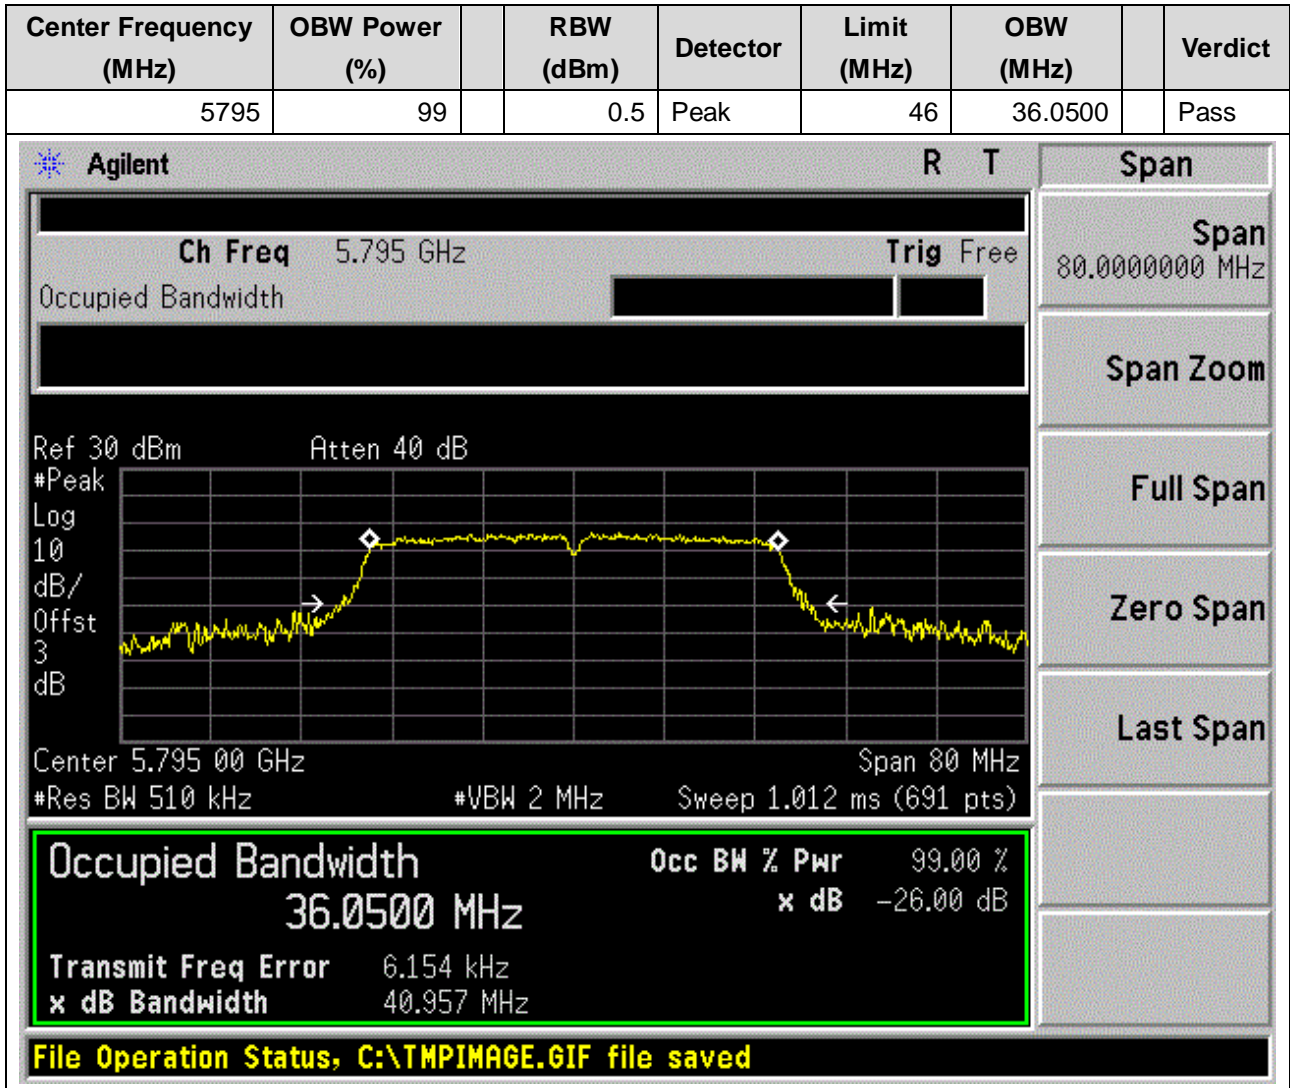 Center Frequency (MHz) OBW Power (%) RBW (dBm) Detector Limit (MHz) OBW (MHz) Verdict
5795 99 0.5 Peak 46 36.0500 Pass
Agilent R T Span
Ch Freq 5.795 GHz Trig Free
Occupied Bandwidth
Span
80.0000000 MHz
Span Zoom
Full Span
Zero Span
Last Span
Ref 30 dBm Atten 40 dB
#Peak
Log
10
dB/
Offst
3
dB
Center 5.795 00 GHz Span 80 MHz
#Res BW 510 kHz #VBW 2 MHz Sweep 1.012 ms (691 pts)
Occupied Bandwidth Occ BW % Pwr 99.00 %
36.0500 MHz x dB -26.00 dB
Transmit Freq Error 6.154 kHz
x dB Bandwidth 40.957 MHz
File Operation Status, C:\TMPIMAGE.GIF file saved